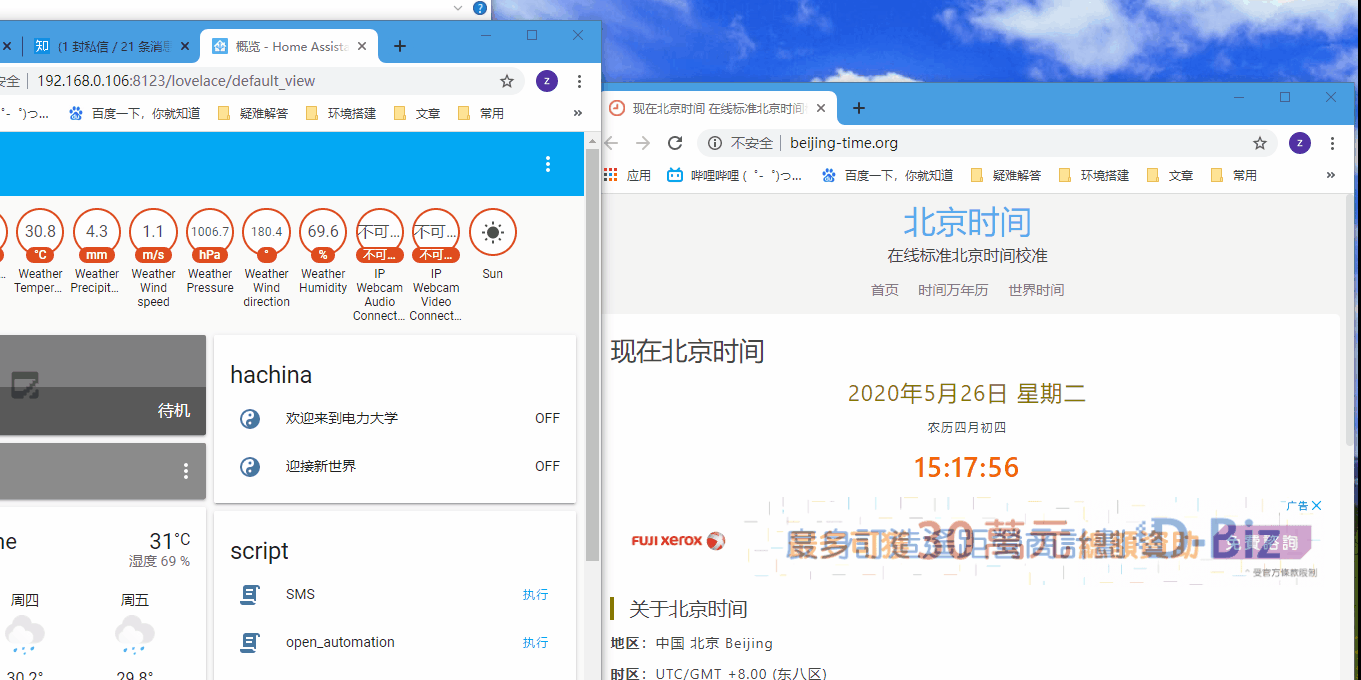 知 (1 封私信 / 21 条消息
概览 - Home Assista
安全 192.168.0.106:8123/lovelace/default_view
z
百度一下，你就知道 疑难解答 环境搭建 文章 常用 »
30.8 4.3 1.1 1006.7 180.4 69.6 不可… 不可…
°C mm m/s hPa ° % 不可… 不可…
Weather Temper…
Weather Precipit…
Weather Wind speed
Weather Pressure
Weather Wind direction
Weather Humidity
IP Webcam Audio Connect…
IP Webcam Video Connect…
Sun
待机
hachina
欢迎来到电力大学 OFF
迎接新世界 OFF
31°C
湿度 69 %
周四 周五
30.2° 29.8°
script
SMS 执行
open_automation 执行
现在北京时间 在线标准北京时间
不安全 beijing-time.org
z
应用 哔哩哔哩 ( ゜- ゜)つ… 百度一下，你就知道 疑难解答 环境搭建 文章 常用 »
北京时间
在线标准北京时间校准
首页 时间万年历 世界时间
现在北京时间
2020年5月26日 星期二
农历四月初四
15:17:56
广告
FUJI XEROX
D-Biz
免費諮詢
关于北京时间
地区： 中国 北京 Beijing
时区： UTC/GMT +8.00 (东八区)